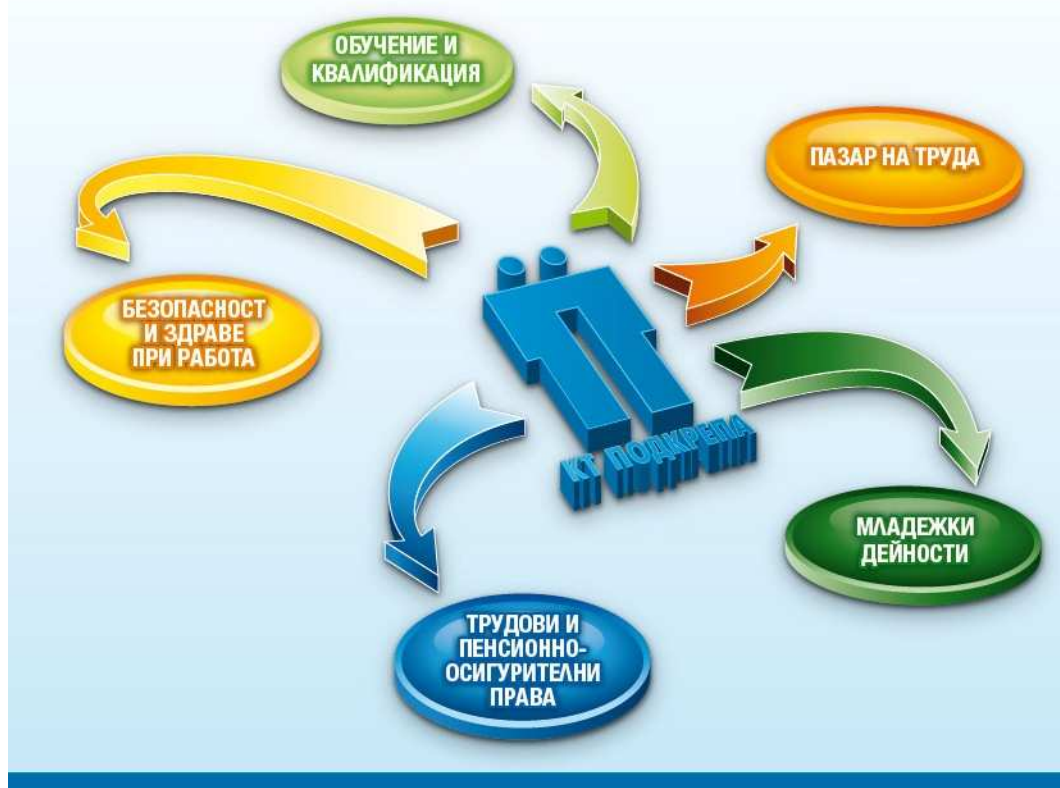 ОБУЧЕНИЕ И
КВАЛИФИКАЦИЯ
ПАЗАР НА ТРУДА
БЕЗОПАСНОСТ
И ЗДРАВЕ
ПРИ РАБОТА
КТ ПОДКРЕПА
МЛАДЕЖКИ
ДЕЙНОСТИ
ТРУДОВИ И
ПЕНСИОННО-
ОСИГУРИТЕЛНИ
ПРАВА